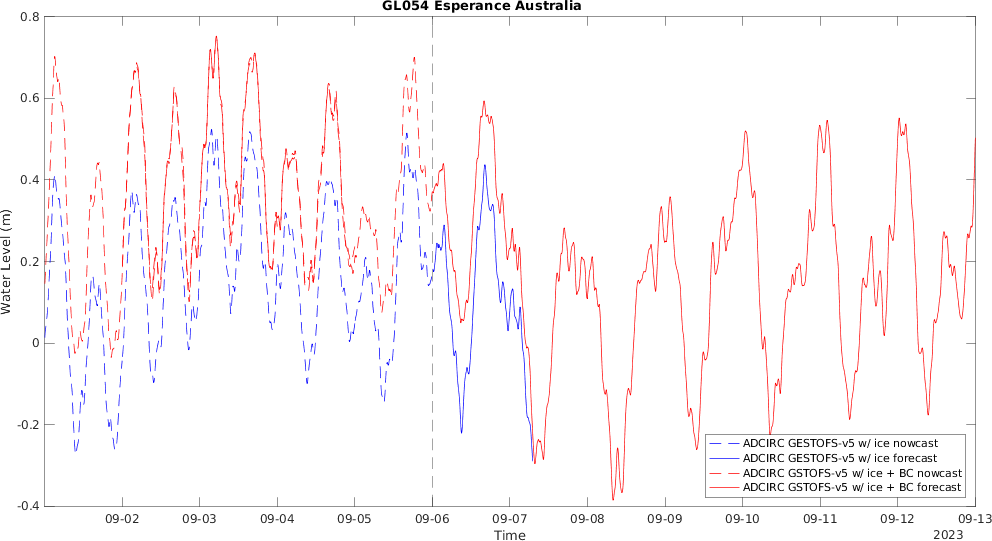 GL054 Esperance Australia
0.8
0.6
0.4
0.2
0
-0.2
-0.4
Water Level (m)
ADCIRC GESTOFS-v5 w/ ice nowcast
ADCIRC GESTOFS-v5 w/ ice forecast
ADCIRC GSTOFS-v5 w/ ice + BC nowcast
ADCIRC GSTOFS-v5 w/ ice + BC forecast
09-02 09-03 09-04 09-05 09-06 09-07 09-08 09-09 09-10 09-11 09-12 09-13
Time
2023